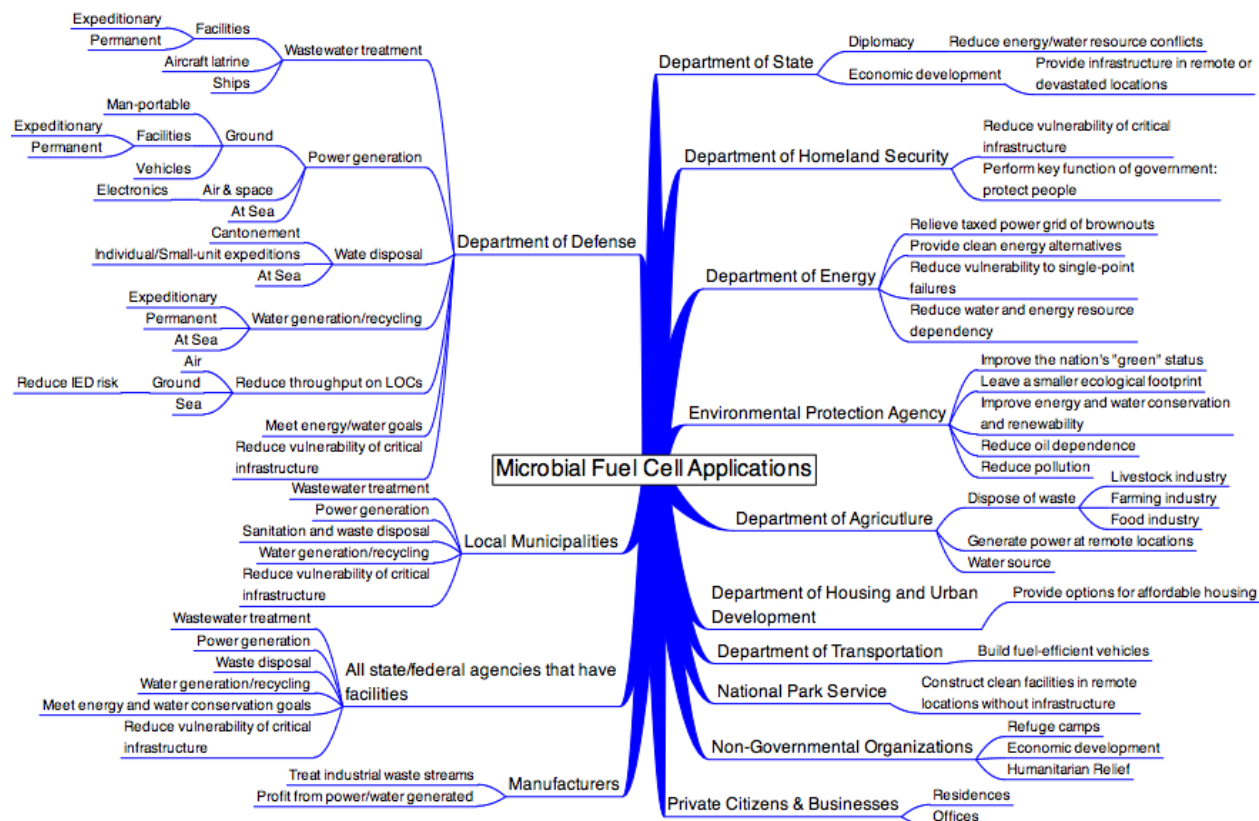 Microbial Fuel Cell Applications
Department of Defense
Wastewater treatment
Facilities
Expeditionary
Permanent
Aircraft latrine
Ships
Power generation
Ground
Man-portable
Facilities
Expeditionary
Permanent
Vehicles
Air & space
Electronics
At Sea
Wate disposal
Cantonement
Individual/Small-unit expeditions
At Sea
Water generation/recycling
Expeditionary
Permanent
At Sea
Reduce throughput on LOCs
Air
Ground
Reduce IED risk
Sea
Meet energy/water goals
Reduce vulnerability of critical
infrastructure
Local Municipalities
Wastewater treatment
Power generation
Sanitation and waste disposal
Water generation/recycling
Reduce vulnerability of critical
infrastructure
All state/federal agencies that have
facilities
Wastewater treatment
Power generation
Waste disposal
Water generation/recycling
Meet energy and water conservation goals
Reduce vulnerability of critical
infrastructure
Manufacturers
Treat industrial waste streams
Profit from power/water generated
Department of State
Diplomacy
Reduce energy/water resource conflicts
Economic development
Provide infrastructure in remote or
devastated locations
Department of Homeland Security
Reduce vulnerability of critical
infrastructure
Perform key function of government:
protect people
Department of Energy
Relieve taxed power grid of brownouts
Provide clean energy alternatives
Reduce vulnerability to single-point
failures
Reduce water and energy resource
dependency
Environmental Protection Agency
Improve the nation's "green" status
Leave a smaller ecological footprint
Improve energy and water conservation
and renewability
Reduce oil dependence
Reduce pollution
Department of Agricutlure
Dispose of waste
Livestock industry
Farming industry
Food industry
Generate power at remote locations
Water source
Department of Housing and Urban
Development
Provide options for affordable housing
Department of Transportation
Build fuel-efficient vehicles
National Park Service
Construct clean facilities in remote
locations without infrastructure
Non-Governmental Organizations
Refuge camps
Economic development
Humanitarian Relief
Private Citizens & Businesses
Residences
Offices